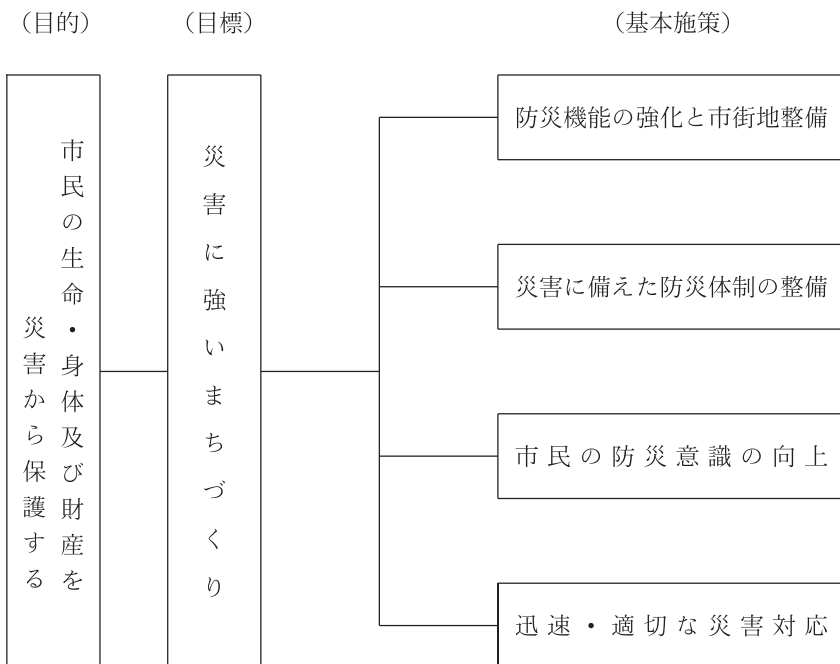 （目的）
（目標）
（基本施策）
市民の生命・身体及び財産を
災害から保護する
災害に強いまちづくり
防災機能の強化と市街地整備
災害に備えた防災体制の整備
市民の防災意識の向上
迅速・適切な災害対応